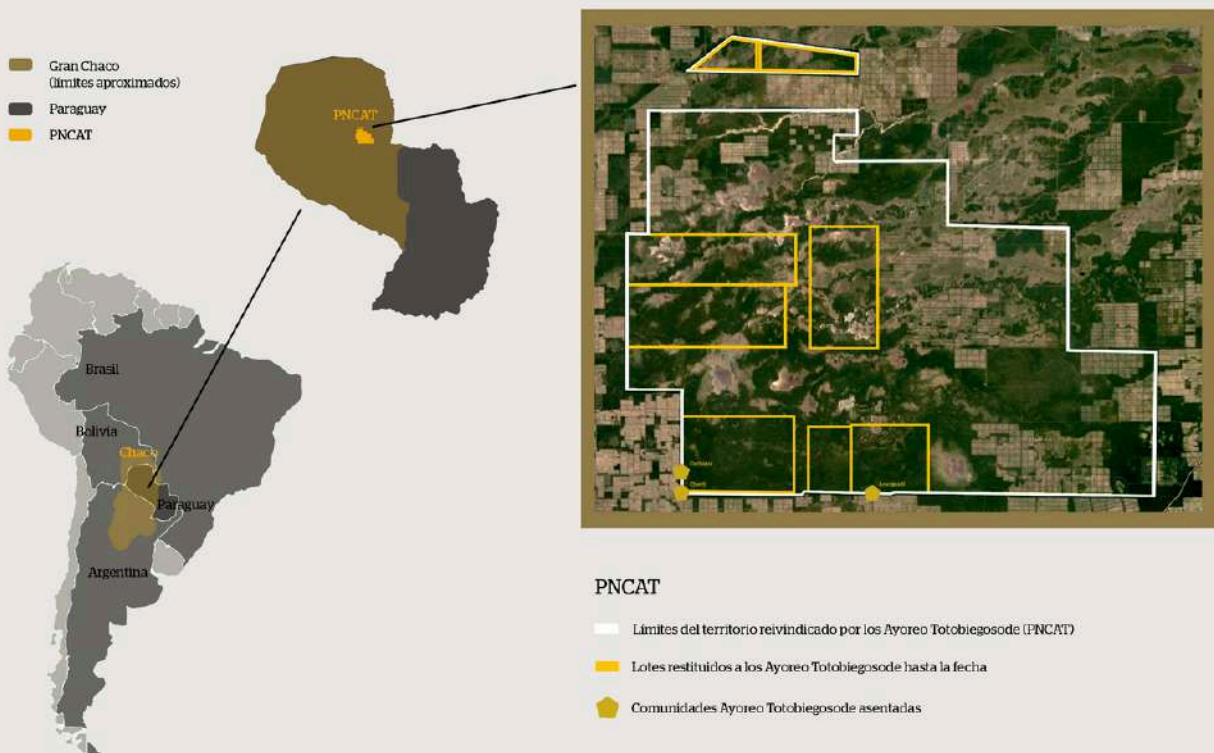 Gran Chaco
(límites aproximados)
Paraguay
PNCAT
PNCAT
Brasil
Bolivia
Chaco
Paraguay
Argentina
Chaidí
PNCAT
Límites del territorio reivindicado por los Ayoreo Totobiegosode (PNCAT)
Lotes restituidos a los Ayoreo Totobiegosode hasta la fecha
Comunidades Ayoreo Totobiegosode asentadas